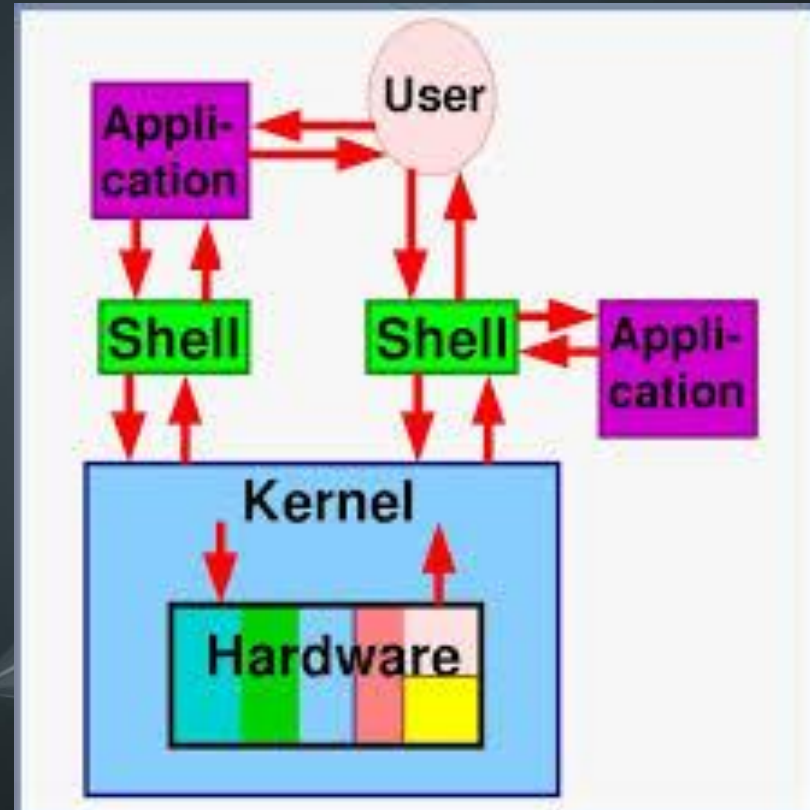 User
Appli-
cation
Shell
Shell
Appli-
cation
Kernel
Hardware